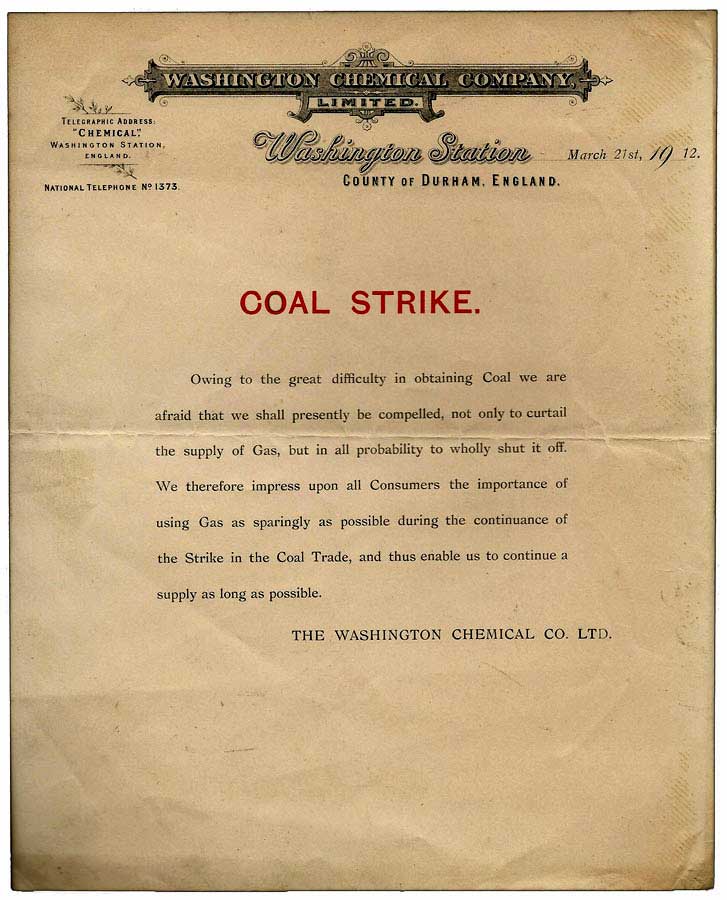 WASHINGTON CHEMICAL COMPANY,
LIMITED.
TELEGRAPHIC ADDRESS:
"CHEMICAL",
WASHINGTON STATION,
ENGLAND.
NATIONAL TELEPHONE Nº 1373.
Washington Station
March 21st, 1912.
COUNTY OF DURHAM, ENGLAND.
COAL STRIKE.
Owing to the great difficulty in obtaining Coal we are
afraid that we shall presently be compelled, not only to curtail
the supply of Gas, but in all probability to wholly shut it off.
We therefore impress upon all Consumers the importance of
using Gas as sparingly as possible during the continuance of
the Strike in the Coal Trade, and thus enable us to continue a
supply as long as possible.
THE WASHINGTON CHEMICAL CO. LTD.